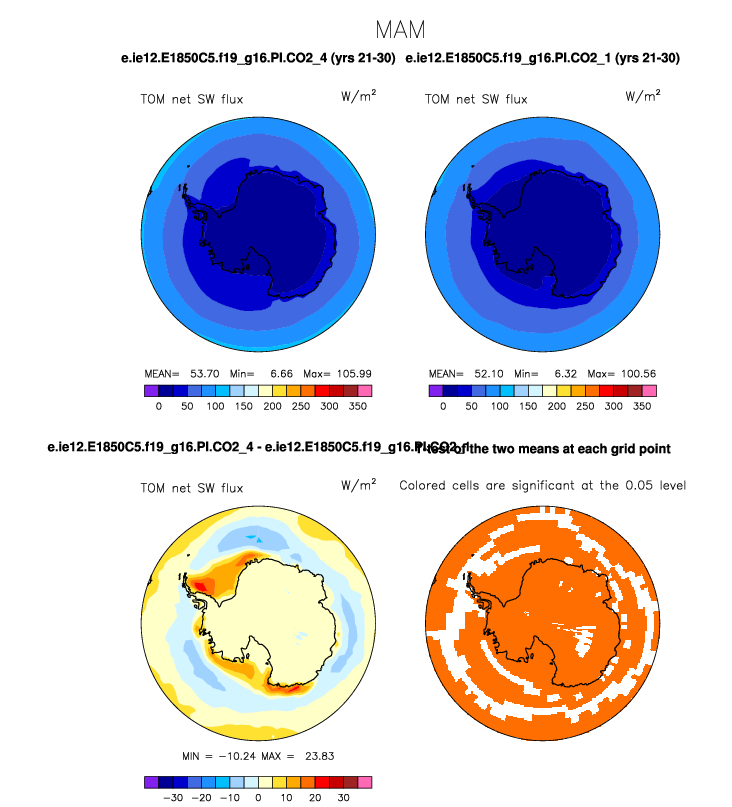 MAM
e.ie12.E1850C5.f19_g16.PI.CO2_4 (yrs 21-30) e.ie12.E1850C5.f19_g16.PI.CO2_1 (yrs 21-30)
TOM net SW flux W/m² TOM net SW flux W/m²
MEAN= 53.70 Min= 6.66 Max= 105.99 MEAN= 52.10 Min= 6.32 Max= 100.56
0 50 100 150 200 250 300 350 0 50 100 150 200 250 300 350
e.ie12.E1850C5.f19_g16.PI.CO2_4 - e.ie12.E1850C5.f19_g16.PI.CO2_1 T-test of the two means at each grid point
TOM net SW flux W/m² Colored cells are significant at the 0.05 level
MIN = −10.24 MAX = 23.83
−30 −20 −10 0 10 20 30